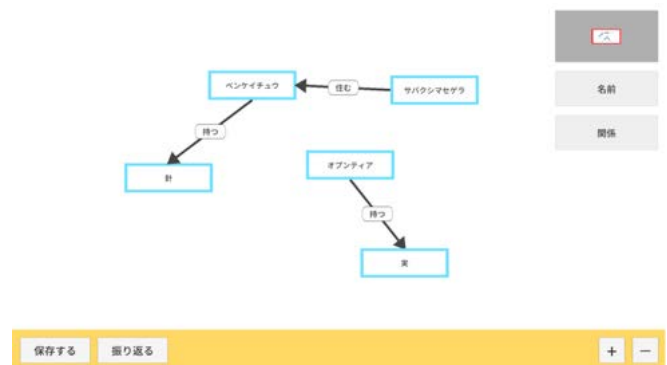 ベンケイチュウ
住む
サバクシマセゲラ
名前
持つ
関係
針
オプンティア
持つ
実
保存する
振り返る
+
−